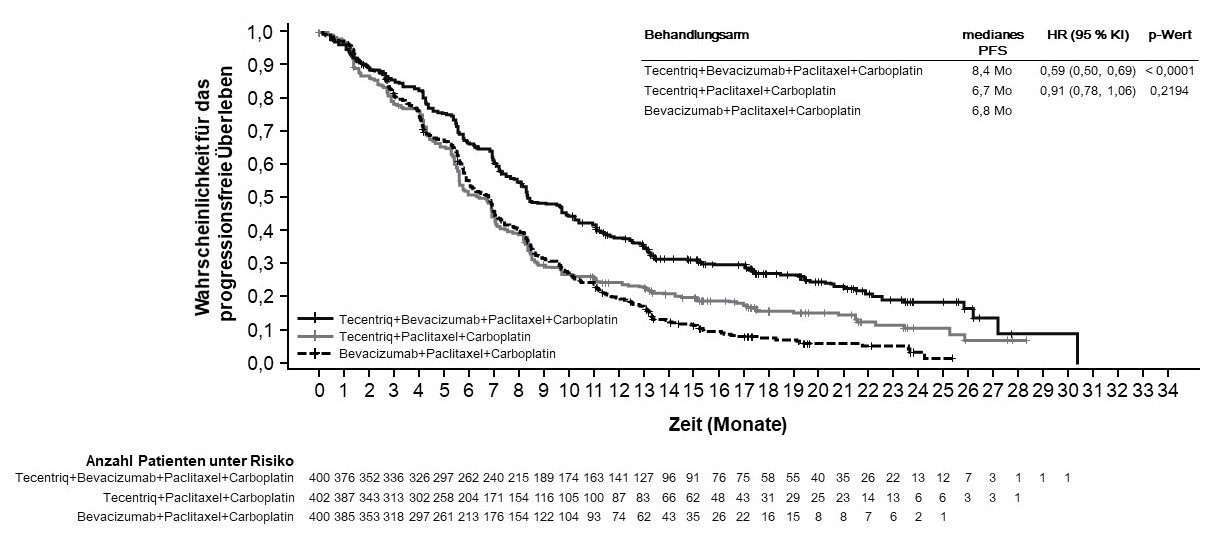 Wahrscheinlichkeit für das
progressionsfreie Überleben
1,0
0,9
0,8
0,7
0,6
0,5
0,4
0,3
0,2
0,1
0,0
Behandlungsarm medianes PFS HR (95 % KI) p-Wert
Tecentriq+Bevacizumab+Paclitaxel+Carboplatin 8,4 Mo 0,59 (0,50, 0,69) < 0,0001
Tecentriq+Paclitaxel+Carboplatin 6,7 Mo 0,91 (0,78, 1,06) 0,2194
Bevacizumab+Paclitaxel+Carboplatin 6,8 Mo
Tecentriq+Bevacizumab+Paclitaxel+Carboplatin
Tecentriq+Paclitaxel+Carboplatin
Bevacizumab+Paclitaxel+Carboplatin
0 1 2 3 4 5 6 7 8 9 10 11 12 13 14 15 16 17 18 19 20 21 22 23 24 25 26 27 28 29 30 31 32 33 34
Zeit (Monate)
Anzahl Patienten unter Risiko
Tecentriq+Bevacizumab+Paclitaxel+Carboplatin 400 376 352 336 326 297 262 240 215 189 174 163 141 127 96 91 76 75 58 55 40 35 26 22 13 12 7 3 1 1 1
Tecentriq+Paclitaxel+Carboplatin 402 387 343 313 302 258 204 171 154 116 105 100 87 83 66 62 48 43 31 29 25 23 14 13 6 6 3 3 1
Bevacizumab+Paclitaxel+Carboplatin 400 385 353 318 297 261 213 176 154 122 104 93 74 62 43 35 26 22 16 15 8 8 7 6 2 1